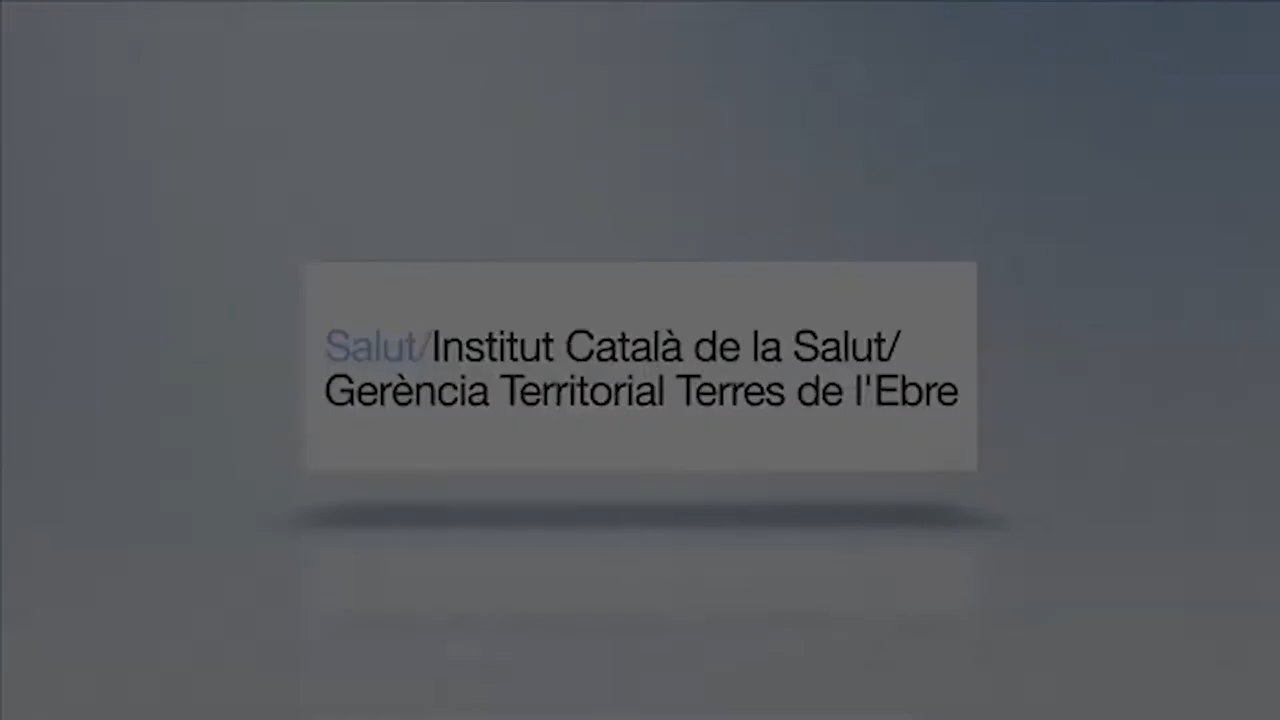 Salut/Institut Català de la Salut/
Gerència Territorial Terres de l'Ebre